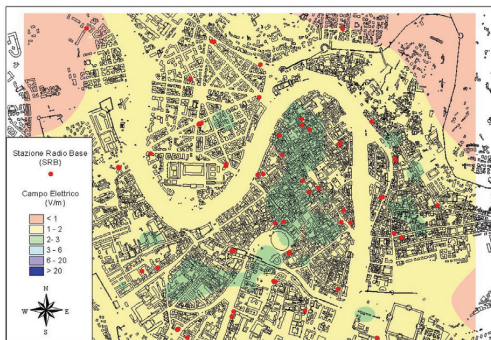 Stazione Radio Base
(SRB)
Campo Elettrico
(V/m)
< 1
1 - 2
2- 3
3 - 6
6 - 20
> 20
N
W E
S